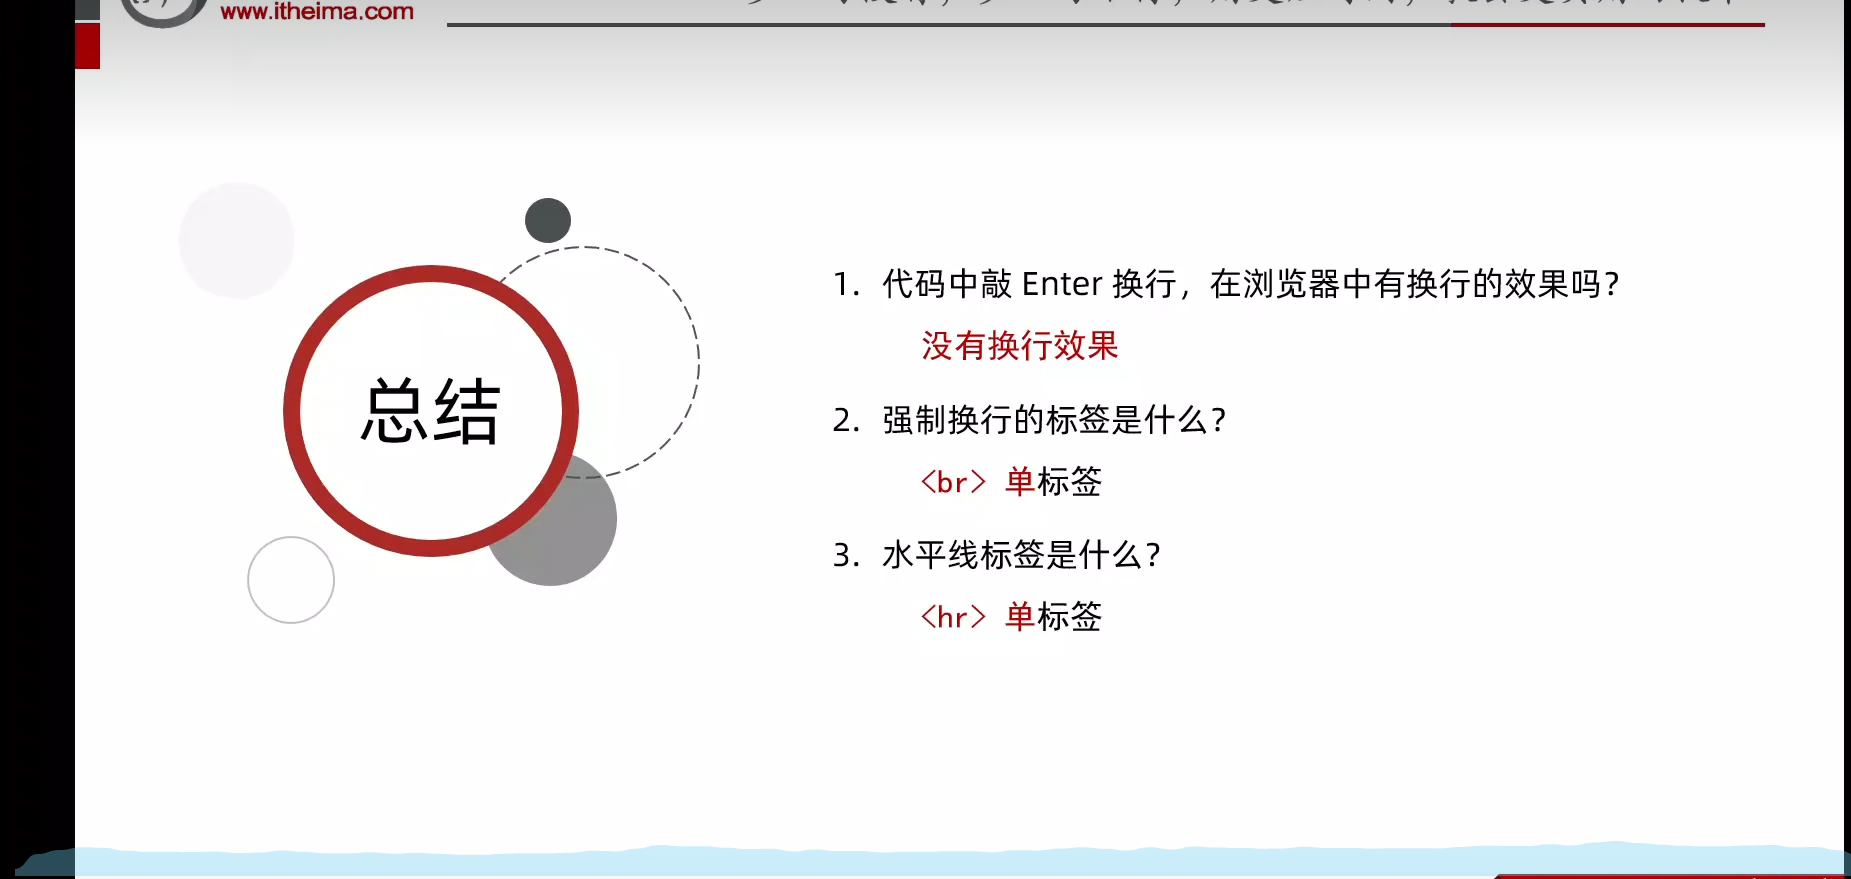 www.itheima.com
总结
1. 代码中敲 Enter 换行，在浏览器中有换行的效果吗？
没有换行效果
2. 强制换行的标签是什么？
<br> 单标签
3. 水平线标签是什么？
<hr> 单标签